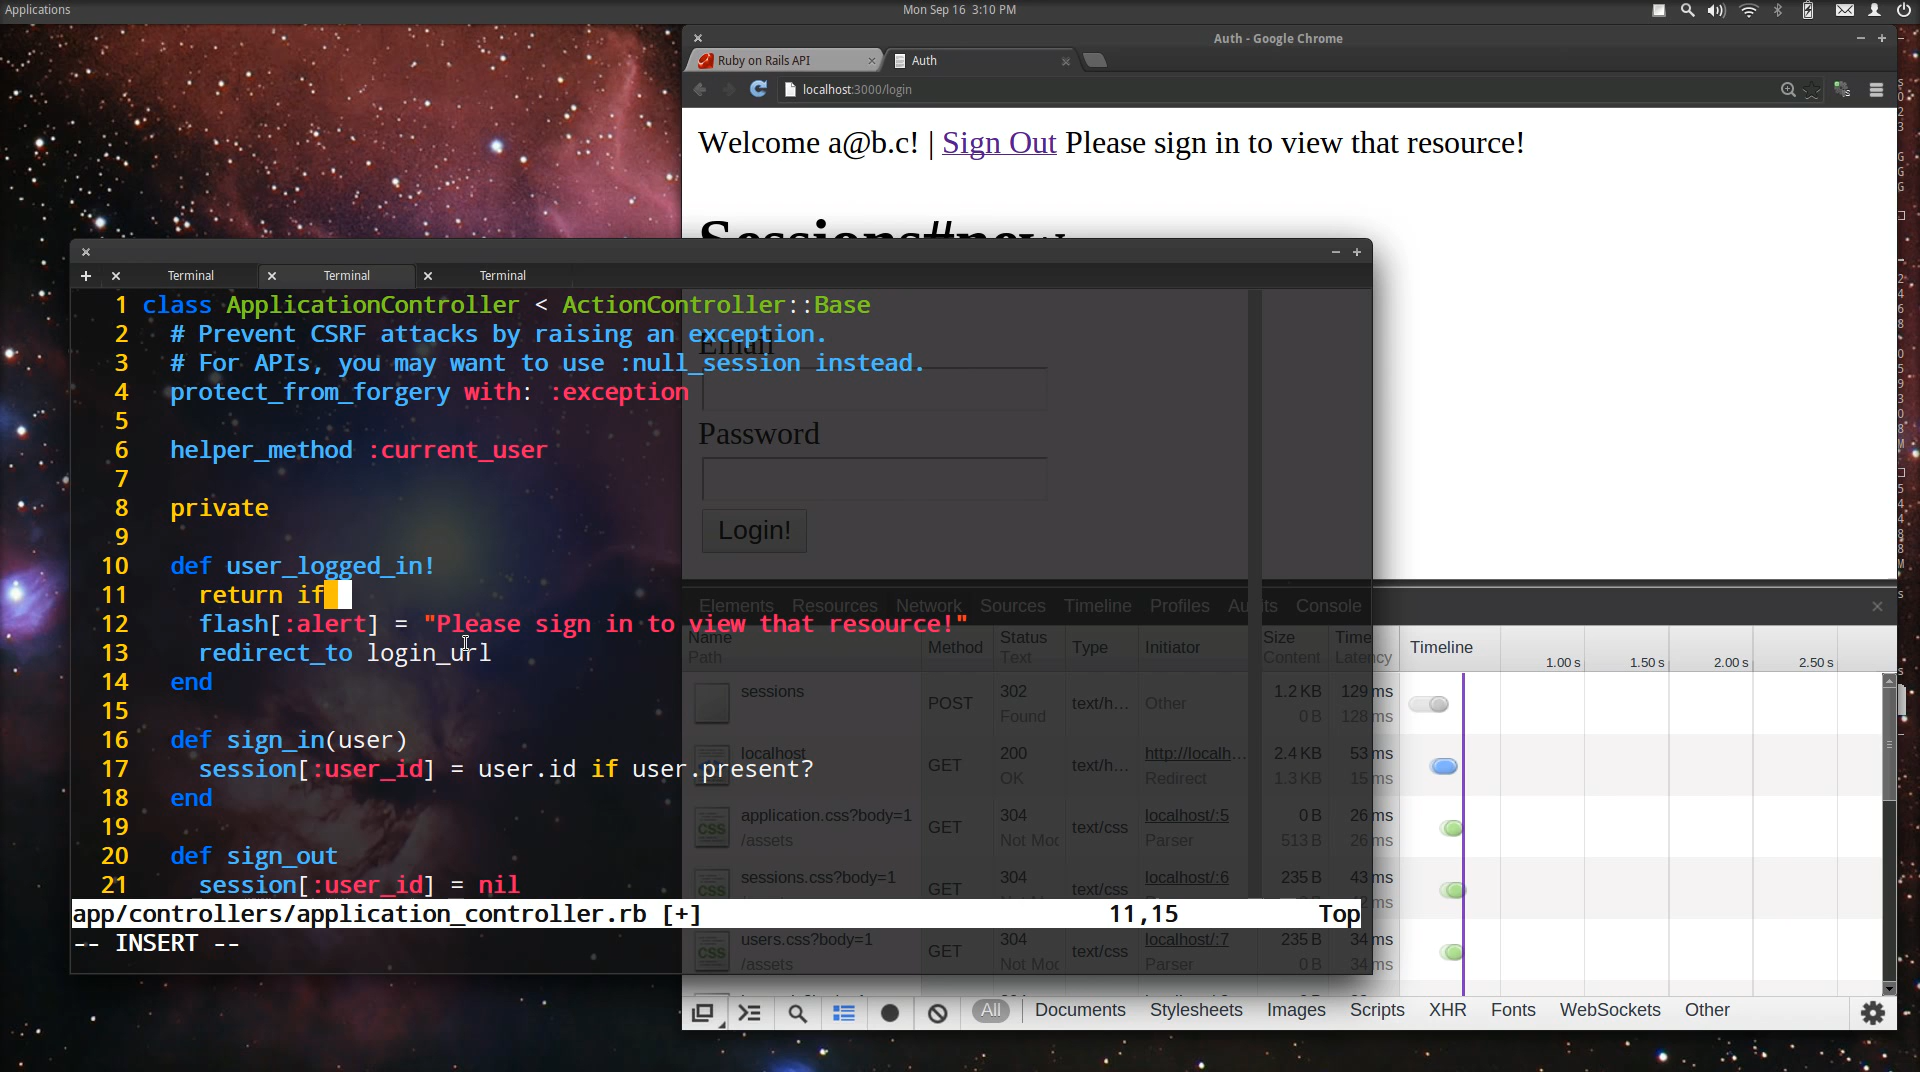 Applications
Mon Sep 16 3:10 PM
Auth - Google Chrome
Ruby on Rails API
Auth
localhost:3000/login
Welcome a@b.c! | Sign Out Please sign in to view that resource!
Sessions#new
Email
Password
Login!
Terminal
Terminal
Terminal
1 class ApplicationController < ActionController::Base
2 # Prevent CSRF attacks by raising an exception.
3 # For APIs, you may want to use :null_session instead.
4 protect_from_forgery with: :exception
5
6 helper_method :current_user
7
8 private
9
10 def user_logged_in!
11 return if
12 flash[:alert] = "Please sign in to view that resource!"
13 redirect_to login_url
14 end
15
16 def sign_in(user)
17 session[:user_id] = user.id if user.present?
18 end
19
20 def sign_out
21 session[:user_id] = nil
app/controllers/application_controller.rb [+] 11,15 Top
-- INSERT --
Elements Resources Network Sources Timeline Profiles Audits Console
Name Method Status Type Initiator Size Time Timeline
Path Text Content Latency
1.00 s 1.50 s 2.00 s 2.50 s
sessions POST 302 text/h... Other 1.2 KB 129 ms
Found 0 B 128 ms
localhost GET 200 text/h... http://localh... 2.4 KB 53 ms
OK Redirect 1.3 KB 15 ms
application.css?body=1 GET 304 text/css localhost/:5 0 B 26 ms
/assets Not Mod Parser 513 B 26 ms
sessions.css?body=1 GET 304 text/css localhost/:6 235 B 43 ms
users.css?body=1 GET 304 text/css localhost/:7 235 B 34 ms
/assets Not Mod Parser 0 B 34 ms
All Documents Stylesheets Images Scripts XHR Fonts WebSockets Other